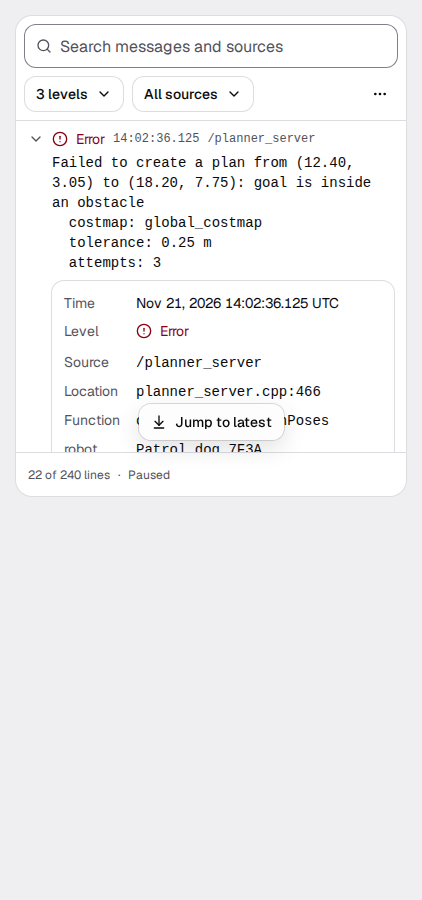 Search messages and sources
3 levels
All sources
Error 14:02:36.125 /planner_server
Failed to create a plan from (12.40,
3.05) to (18.20, 7.75): goal is inside
an obstacle
costmap: global_costmap
tolerance: 0.25 m
attempts: 3
Time Nov 21, 2026 14:02:36.125 UTC
Level Error
Source /planner_server
Location planner_server.cpp:466
Function
Jump to latest
robot Patrol dog 7F3A
22 of 240 lines · Paused